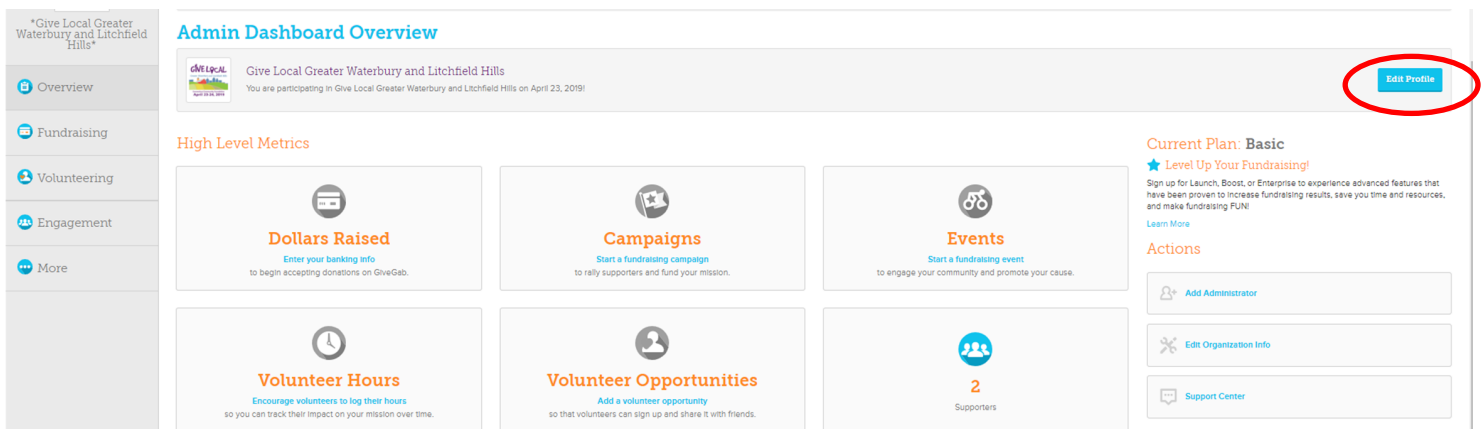 *Give Local Greater
Waterbury and Litchfield
Hills*
Overview
Fundraising
Volunteering
Engagement
More
Admin Dashboard Overview
GIVE LOCAL
April 23-24, 2019
Give Local Greater Waterbury and Litchfield Hills
You are participating in Give Local Greater Waterbury and Litchfield Hills on April 23, 2019!
Edit Profile
High Level Metrics
Dollars Raised
Enter your banking info
to begin accepting donations on GiveGab.
Campaigns
Start a fundraising campaign
to rally supporters and fund your mission.
Events
Start a fundraising event
to engage your community and promote your cause.
Volunteer Hours
Encourage volunteers to log their hours
so you can track their impact on your mission over time.
Volunteer Opportunities
Add a volunteer opportunity
so that volunteers can sign up and share it with friends.
2
Supporters
Current Plan: Basic
Level Up Your Fundraising!
Sign up for Launch, Boost, or Enterprise to experience advanced features that
have been proven to increase fundraising results, save you time and resources,
and make fundraising FUN!
Learn More
Actions
Add Administrator
Edit Organization Info
Support Center